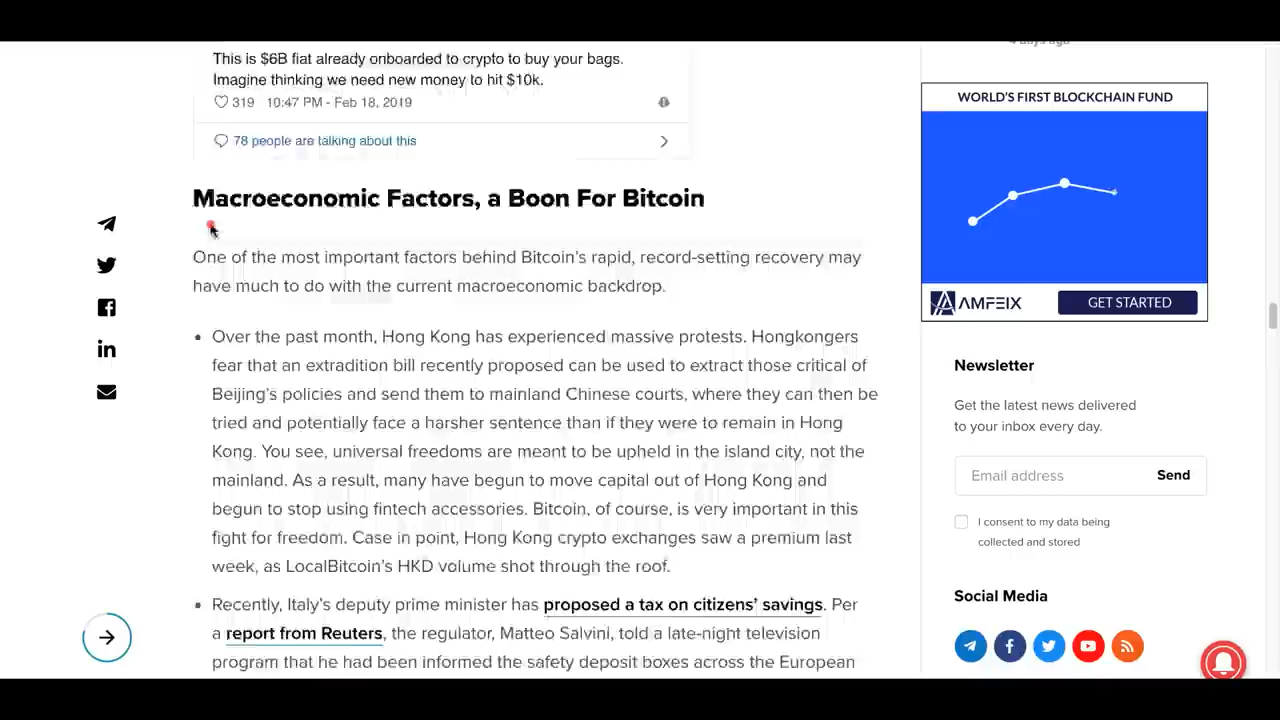 This is $6B fiat already onboarded to crypto to buy your bags.
Imagine thinking we need new money to hit $10k.
319 10:47 PM - Feb 18, 2019
78 people are talking about this
Macroeconomic Factors, a Boon For Bitcoin
One of the most important factors behind Bitcoin's rapid, record-setting recovery may
have much to do with the current macroeconomic backdrop.
• Over the past month, Hong Kong has experienced massive protests. Hongkongers
fear that an extradition bill recently proposed can be used to extract those critical of
Beijing's policies and send them to mainland Chinese courts, where they can then be
tried and potentially face a harsher sentence than if they were to remain in Hong
Kong. You see, universal freedoms are meant to be upheld in the island city, not the
mainland. As a result, many have begun to move capital out of Hong Kong and
begun to stop using fintech accessories. Bitcoin, of course, is very important in this
fight for freedom. Case in point, Hong Kong crypto exchanges saw a premium last
week, as LocalBitcoin's HKD volume shot through the roof.
• Recently, Italy's deputy prime minister has proposed a tax on citizens' savings. Per
a report from Reuters, the regulator, Matteo Salvini, told a late-night television
program that he had been informed the safety deposit boxes across the European
4 days ago
WORLD'S FIRST BLOCKCHAIN FUND
AMFEIX GET STARTED
Newsletter
Get the latest news delivered
to your inbox every day.
Email address Send
I consent to my data being
collected and stored
Social Media